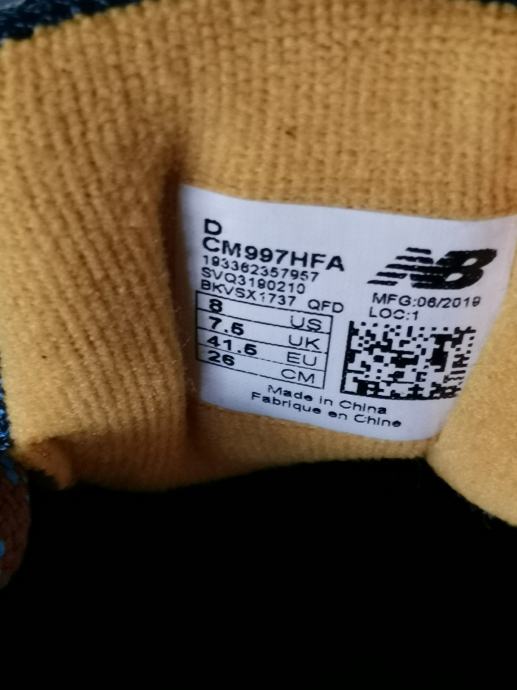 D
CM997HFA
193362357957
SVQ3190210
BKVSX1737 QFD
8 US
7.5 UK
41.5 EU
26 CM
NB
MFG:06/2019
LOC:1
Made in China
Fabrique en Chine